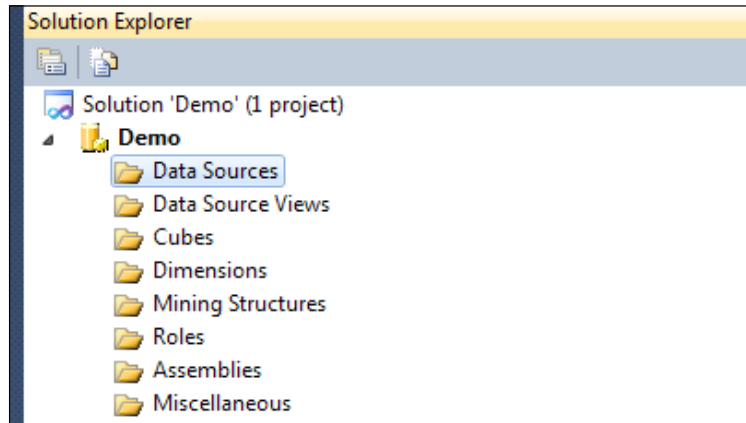 Solution Explorer
Solution 'Demo' (1 project)
Demo
Data Sources
Data Source Views
Cubes
Dimensions
Mining Structures
Roles
Assemblies
Miscellaneous